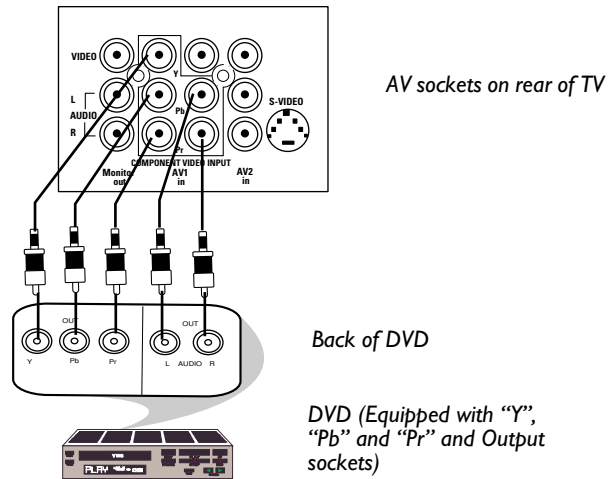 VIDEO
AV sockets on rear of TV
Y
L
S-VIDEO
Pb
AUDIO
R
Pr
COMPONENT VIDEO INPUT
Monitor out
AV1 in
AV2 in
OUT
OUT
Y
Pb
Pr
L
AUDIO
R
Back of DVD
DVD (Equipped with “Y”,
“Pb” and “Pr” and Output
sockets)
PLAY